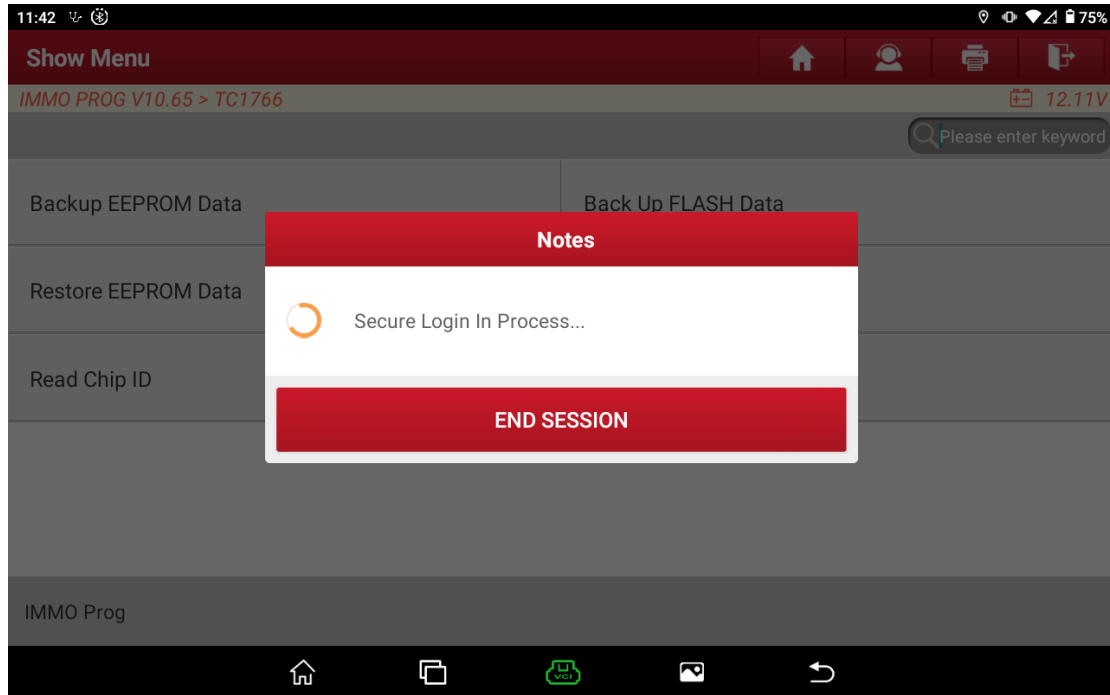 11:42 75%
Show Menu
IMMO PROG V10.65 > TC1766 12.11V
Please enter keyword
Backup EEPROM Data Back Up FLASH Data
Notes
Restore EEPROM Data
Secure Login In Process...
Read Chip ID
END SESSION
IMMO Prog
VCI